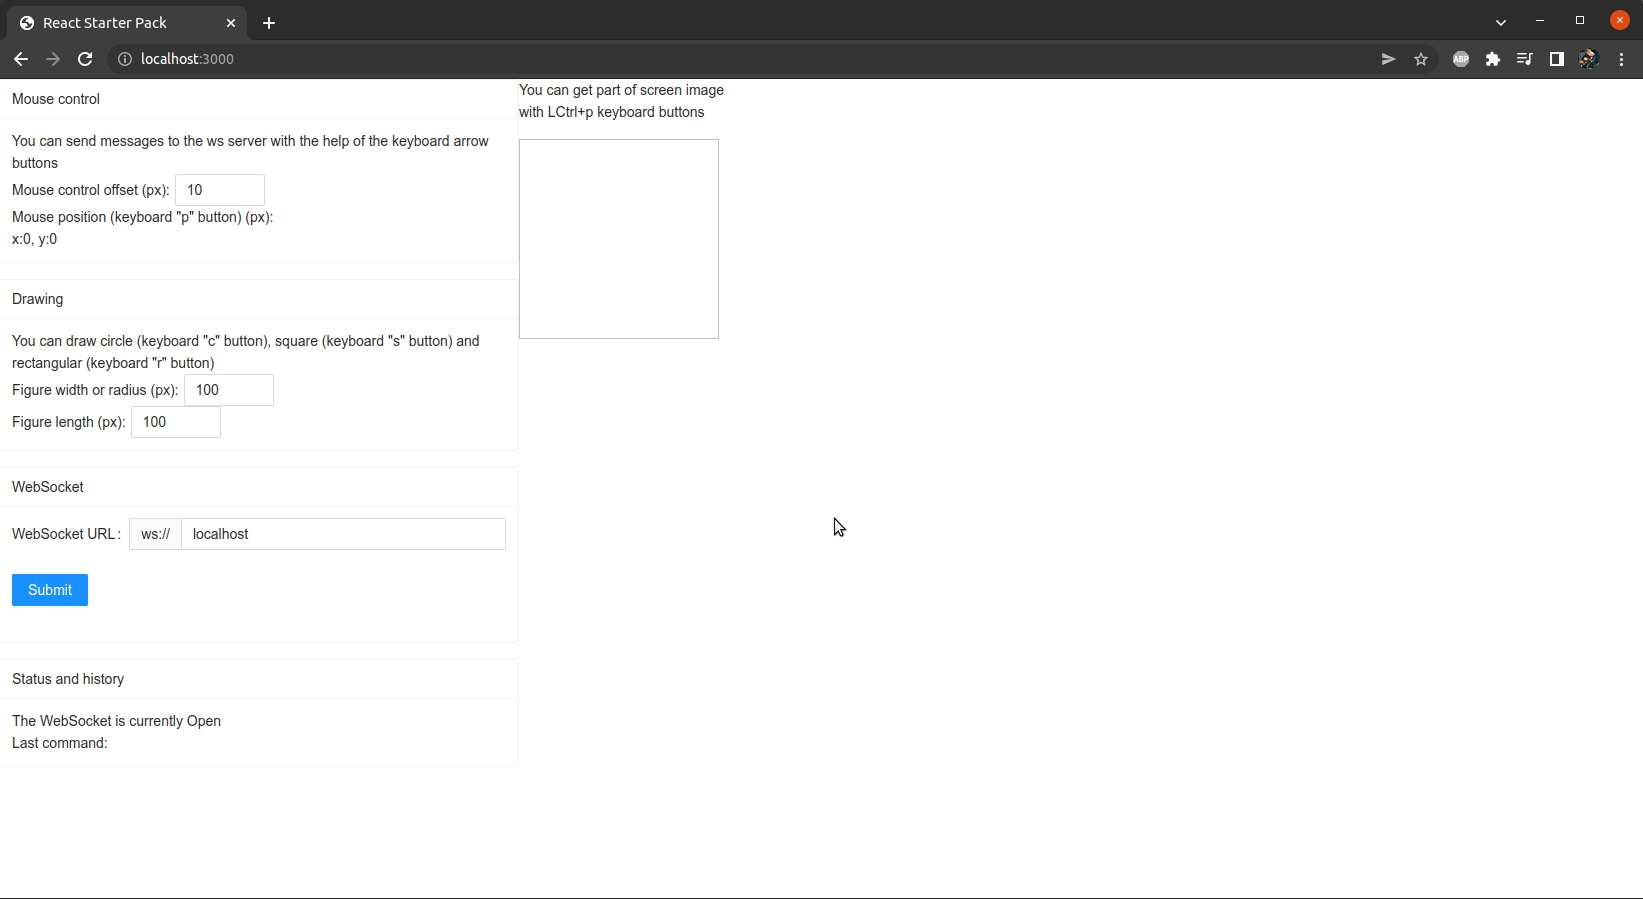 React Starter Pack
localhost:3000
ABP
Mouse control
You can send messages to the ws server with the help of the keyboard arrow
buttons
Mouse control offset (px): 10
Mouse position (keyboard "p" button) (px):
x:0, y:0
Drawing
You can draw circle (keyboard "c" button), square (keyboard "s" button) and
rectangular (keyboard "r" button)
Figure width or radius (px): 100
Figure length (px): 100
WebSocket
WebSocket URL: ws:// localhost
Submit
Status and history
The WebSocket is currently Open
Last command:
You can get part of screen image
with LCtrl+p keyboard buttons